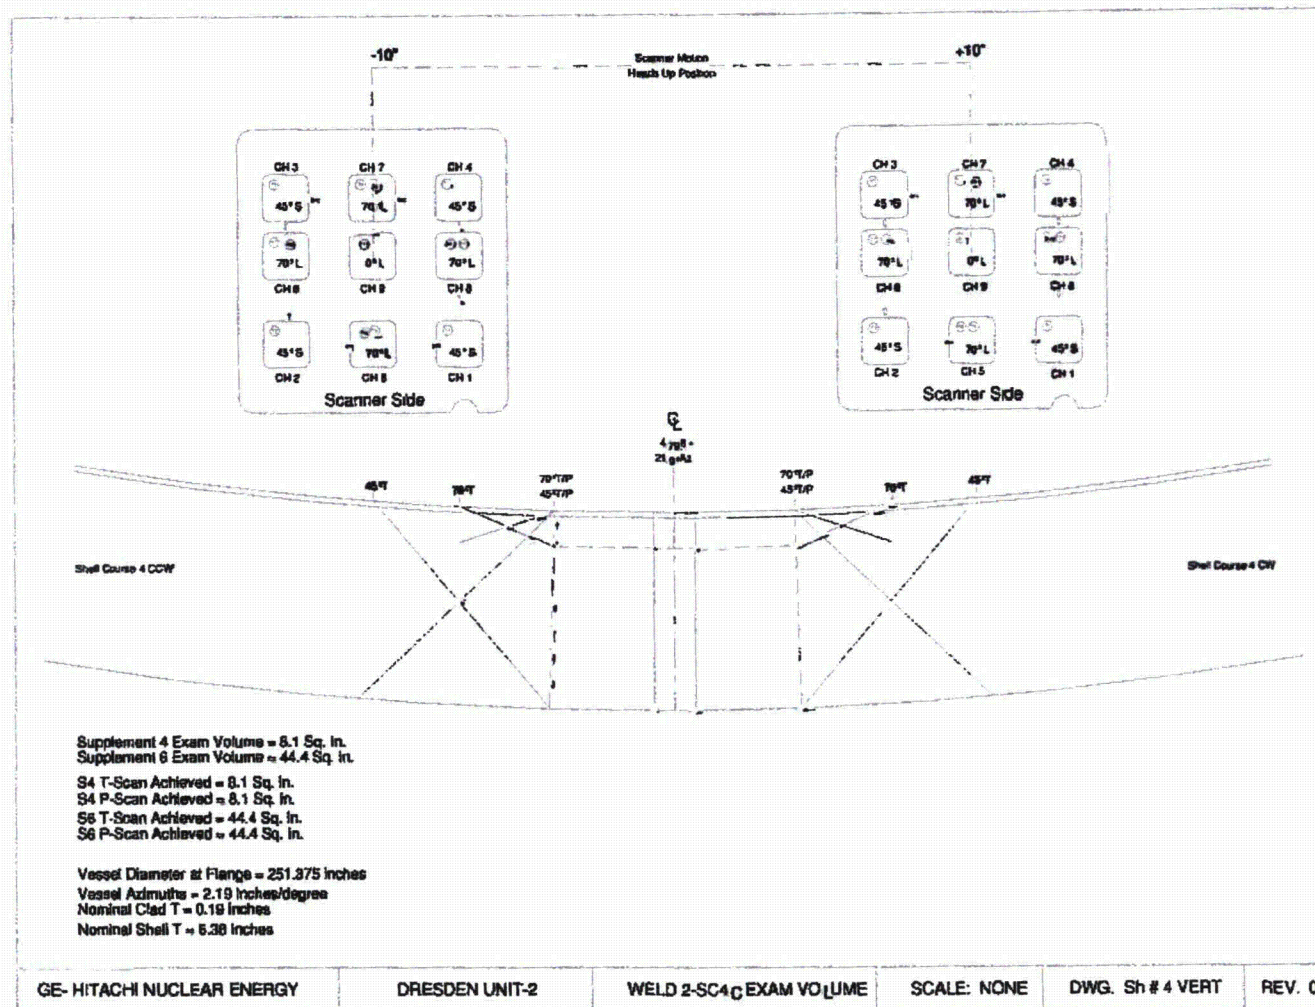 -10"
+10"
Scanner Motion
Heads Up Position
CH 3 CH 7 CH 4
45°S 70°L 45°S
70°L 0°L 70°L
CH 6 CH 9 CH 8
45°S 70°L 45°S
CH 2 CH 5 CH 1
Scanner Side
CH 3 CH 7 CH 4
45°S 70°L 45°S
70°L 0°L 70°L
CH 6 CH 9 CH 8
45°S 70°L 45°S
CH 2 CH 5 CH 1
Scanner Side
CL
45°T 70°T 70°T/P 45°T/P
70°T/P 45°T/P 70°T 45°T
Shell Course 4 CCW
Shell Course 4 CW
Supplement 4 Exam Volume = 8.1 Sq. in.
Supplement 6 Exam Volume = 44.4 Sq. in.
S4 T-Scan Achieved = 8.1 Sq. in.
S4 P-Scan Achieved = 8.1 Sq. in.
S6 T-Scan Achieved = 44.4 Sq. in.
S6 P-Scan Achieved = 44.4 Sq. in.
Vessel Diameter at Flange = 251.375 inches
Vessel Azimuths = 2.19 inches/degree
Nominal Clad T = 0.19 inches
Nominal Shell T = 6.38 inches
GE- HITACHI NUCLEAR ENERGY
DRESDEN UNIT-2
WELD 2-SC4C EXAM VOLUME
SCALE: NONE
DWG. Sh # 4 VERT
REV.